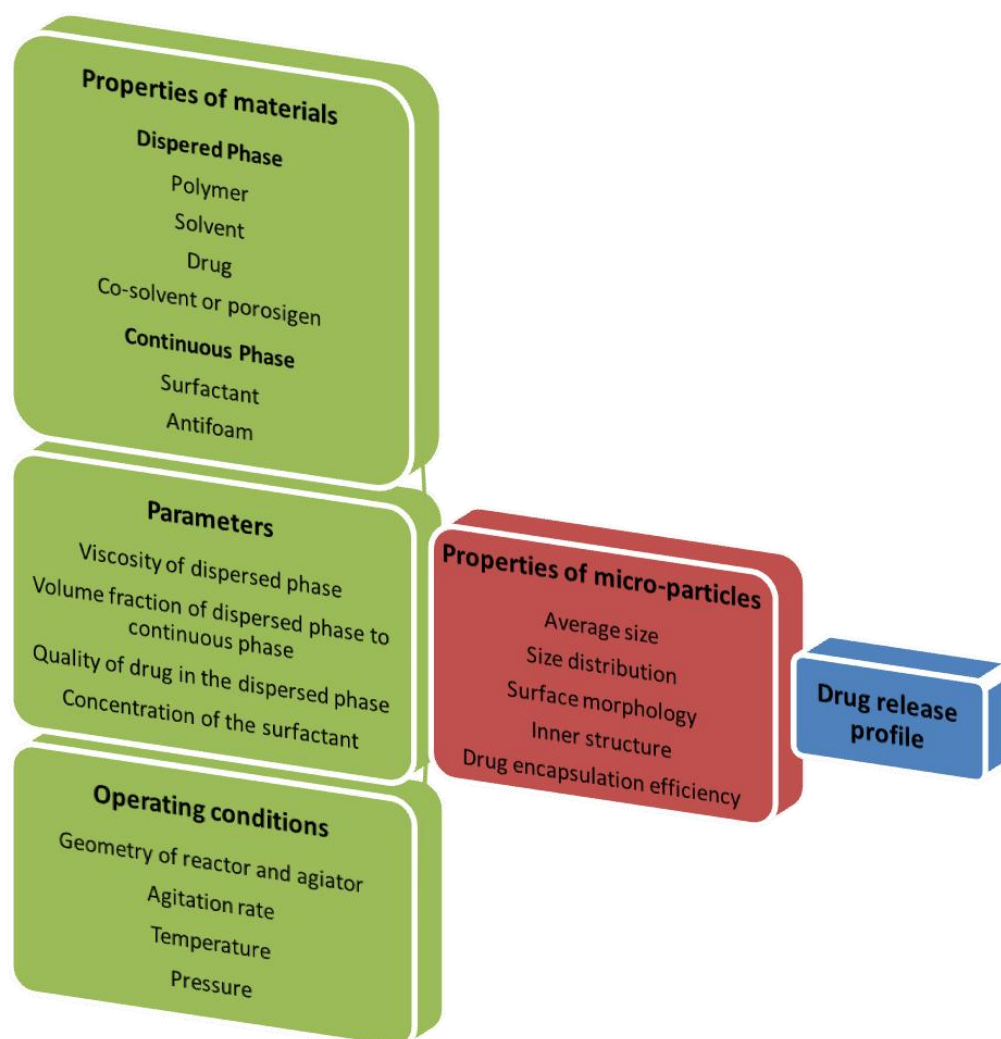 Properties of materials
Dispered Phase
Polymer
Solvent
Drug
Co-solvent or porosigen
Continuous Phase
Surfactant
Antifoam
Parameters
Viscosity of dispersed phase
Volume fraction of dispersed phase to
continuous phase
Quality of drug in the dispersed phase
Concentration of the surfactant
Operating conditions
Geometry of reactor and agiator
Agitation rate
Temperature
Pressure
Properties of micro-particles
Average size
Size distribution
Surface morphology
Inner structure
Drug encapsulation efficiency
Drug release
profile